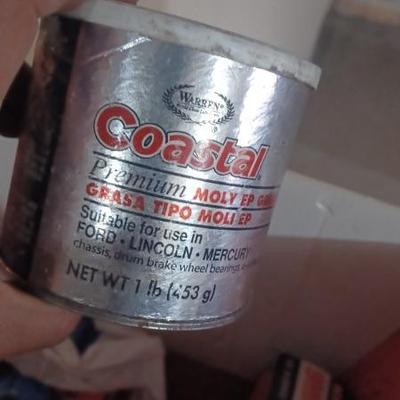 WARREN
Coastal
Premium MOLY EP
GRASA TIPO MOLI EP
Suitable for use in
FORD • LINCOLN • MERCURY
chassis, drum brake wheel bearings,
NET WT 1 lb (453 g)